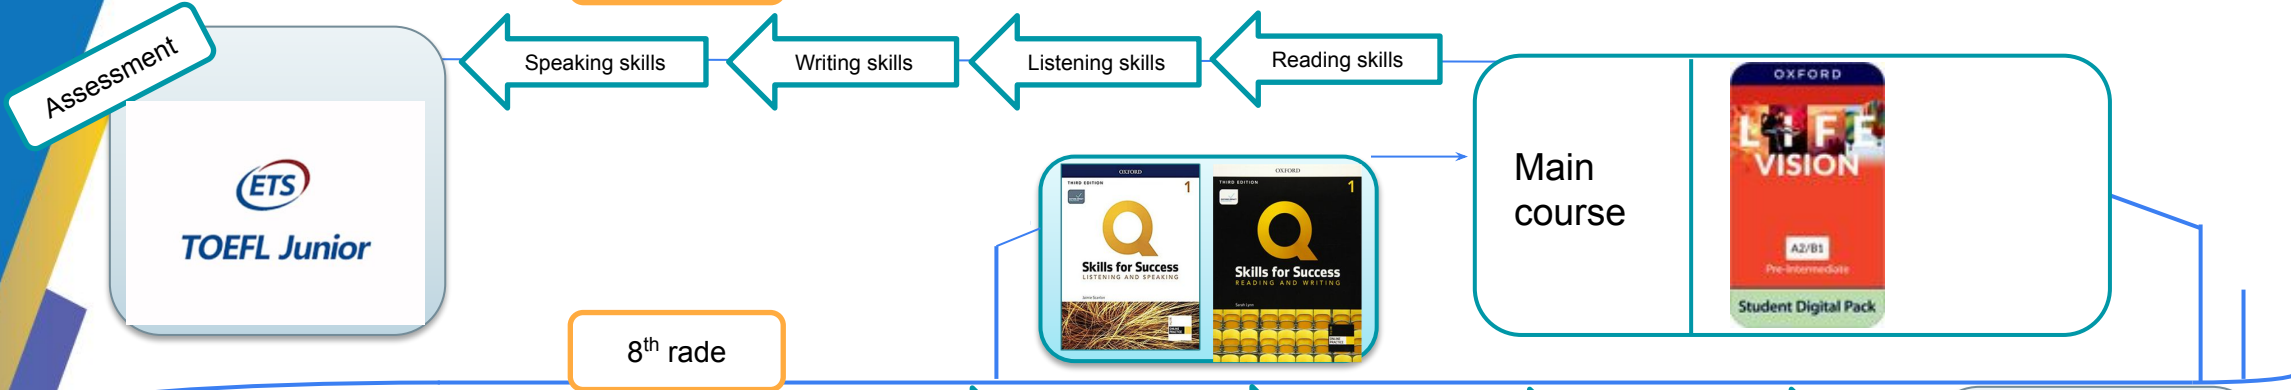 Assessment
Speaking skills
Writing skills
Listening skills
Reading skills
ETS
TOEFL Junior
OXFORD
THIRD EDITION
1
Q
Skills for Success
LISTENING AND SPEAKING
OXFORD
THIRD EDITION
1
Q
Skills for Success
READING AND WRITING
Sarah Lynn
Main
course
OXFORD
LIFE
VISION
A2/B1
Pre-Intermediate
Student Digital Pack
8th rade